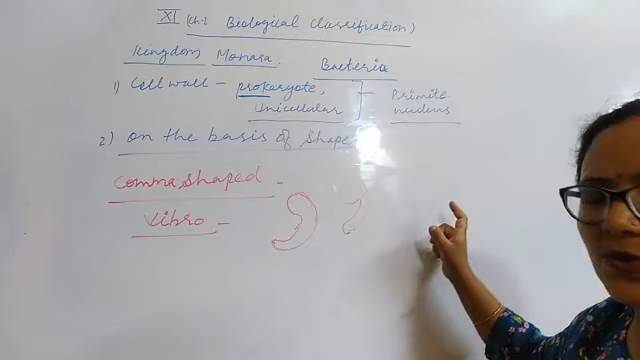 XI (Ch-2 Biological Classification)
Kingdom Monera.
Bacteria
1) Cell wall - prokaryote,
Unicellular
Primite
nucleus
2) on the basis of shape
Comma shaped -
Vibro -